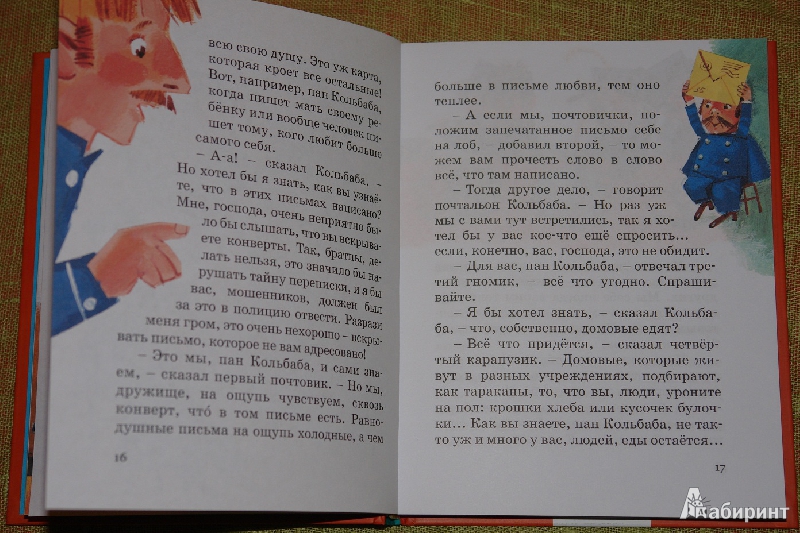 всю свою душу. Это уж карта,
которая кроет все остальные!
Вот, например, пан Кольбаба,
когда пишет мать своему ре-
бёнку или вообще человек пи-
шет тому, кого любит больше
самого себя.
– А-а! – сказал Кольбаба, –
Но хотел бы я знать, как вы узнаё-
те, что в этих письмах написано?
Мне, господа, очень неприятно бы-
ло бы слышать, что вы вскрыва-
ете конверты. Так, братцы, де-
лать нельзя, это значило бы на-
рушать тайну переписки, и я бы
вас, мошенников, должен был
за это в полицию отвести. Разрази
меня гром, это очень нехорошо – вскры-
вать письмо, которое не вам адресовано!
– Это мы, пан Кольбаба, и сами зна-
ем, – сказал первый почтовик. – Но мы,
дружище, на ощупь чувствуем, сквозь
конверт, что́ в том письме есть. Равно-
душные письма на ощупь холодные, а чем
16
больше в письме любви, тем оно
теплее.
– А если мы, почтовички, по-
ложим запечатанное письмо себе
на лоб, – добавил второй, – то мо-
жем вам прочесть слово в слово
всё, что там написано.
– Тогда другое дело, – говорит
почтальон Кольбаба. – Но раз уж
мы с вами тут встретились, так я хо-
тел бы у вас кое-что ещё спросить...
если, конечно, вас, господа, это не обидит.
– Для вас, пан Кольбаба, – отвечал тре-
тий гномик, – всё что угодно. Спраши-
вайте.
– Я бы хотел знать, – сказал Кольба-
ба, – что, собственно, домовые едят?
– Всё что придётся, – сказал четвёр-
тый карапузик. – Домовые, которые жи-
вут в разных учреждениях, подбирают,
как тараканы, то, что вы, люди, уроните
на пол: крошки хлеба или кусочек булоч-
ки... Как вы знаете, пан Кольбаба, не так-
то уж и много у вас, людей, еды остаётся...
17
Лабиринт